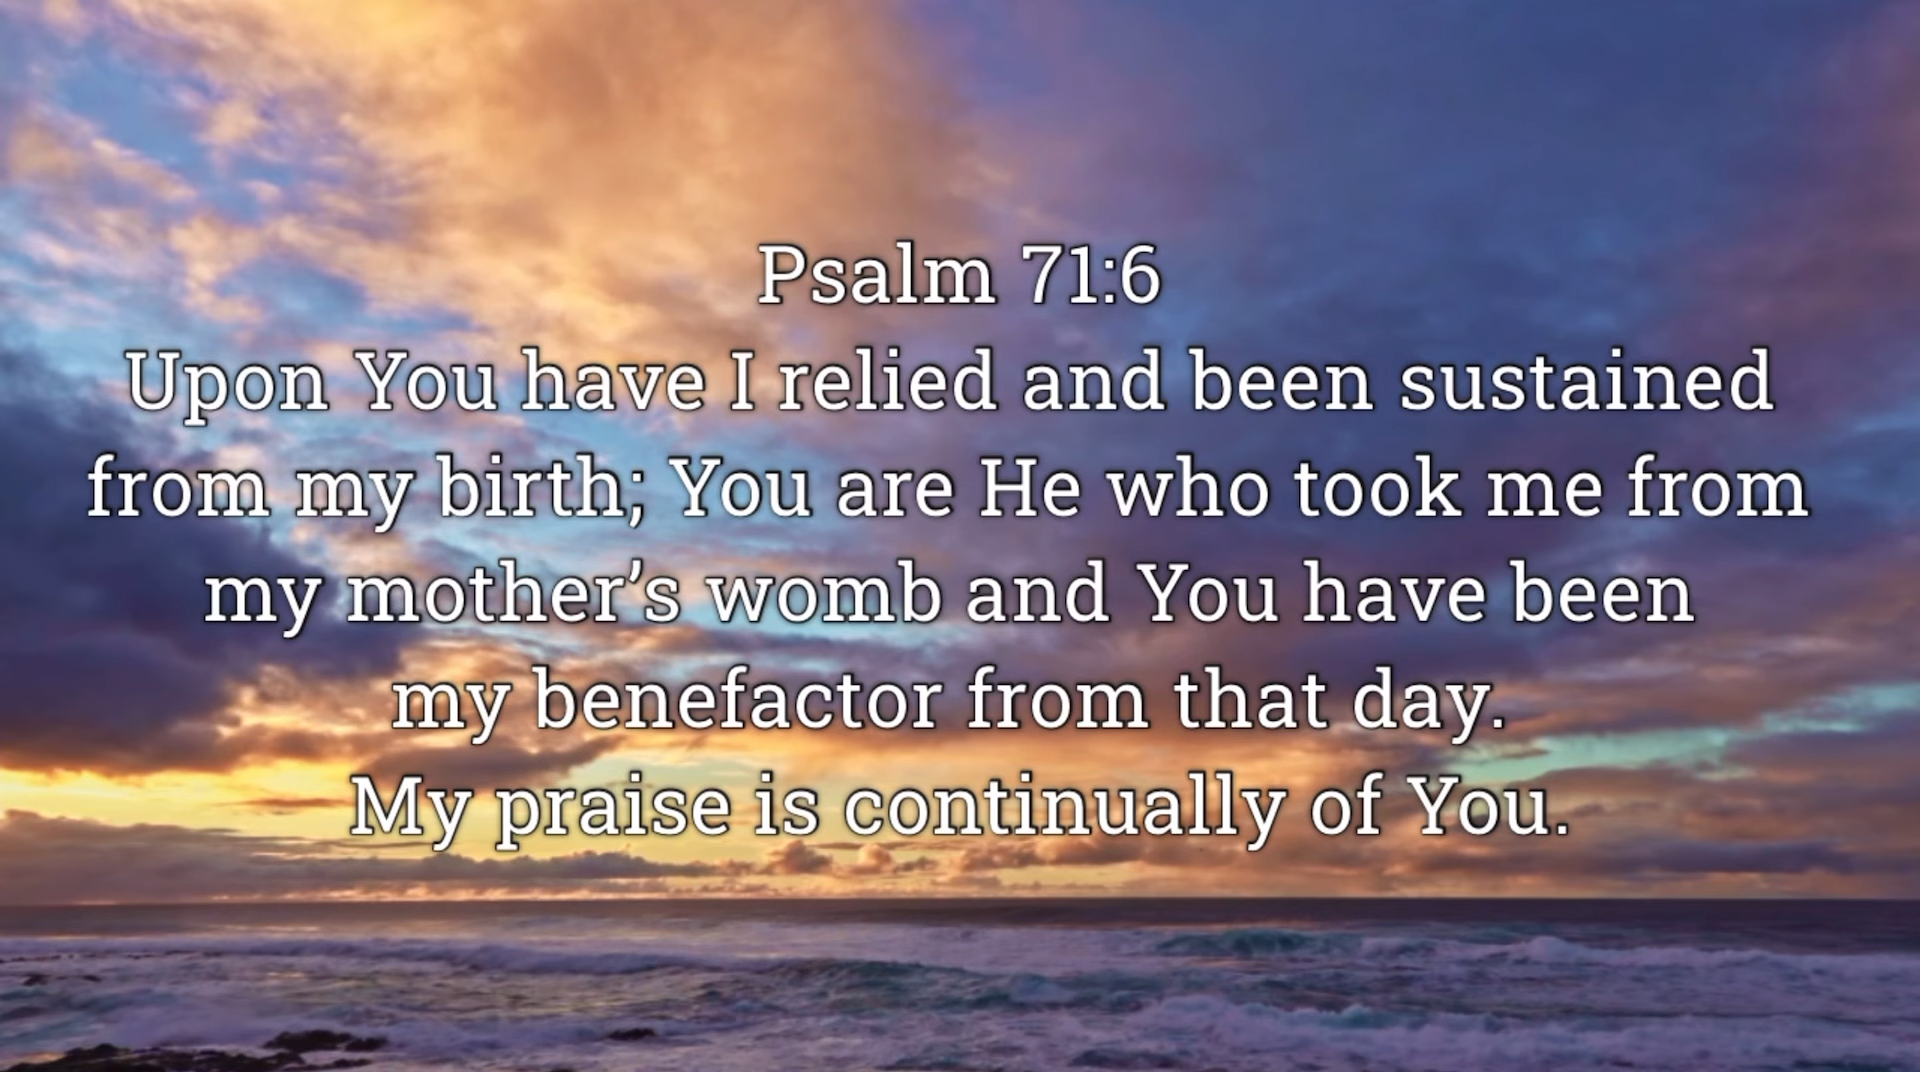 Psalm 71:6
Upon You have I relied and been sustained
from my birth; You are He who took me from
my mother’s womb and You have been
my benefactor from that day.
My praise is continually of You.